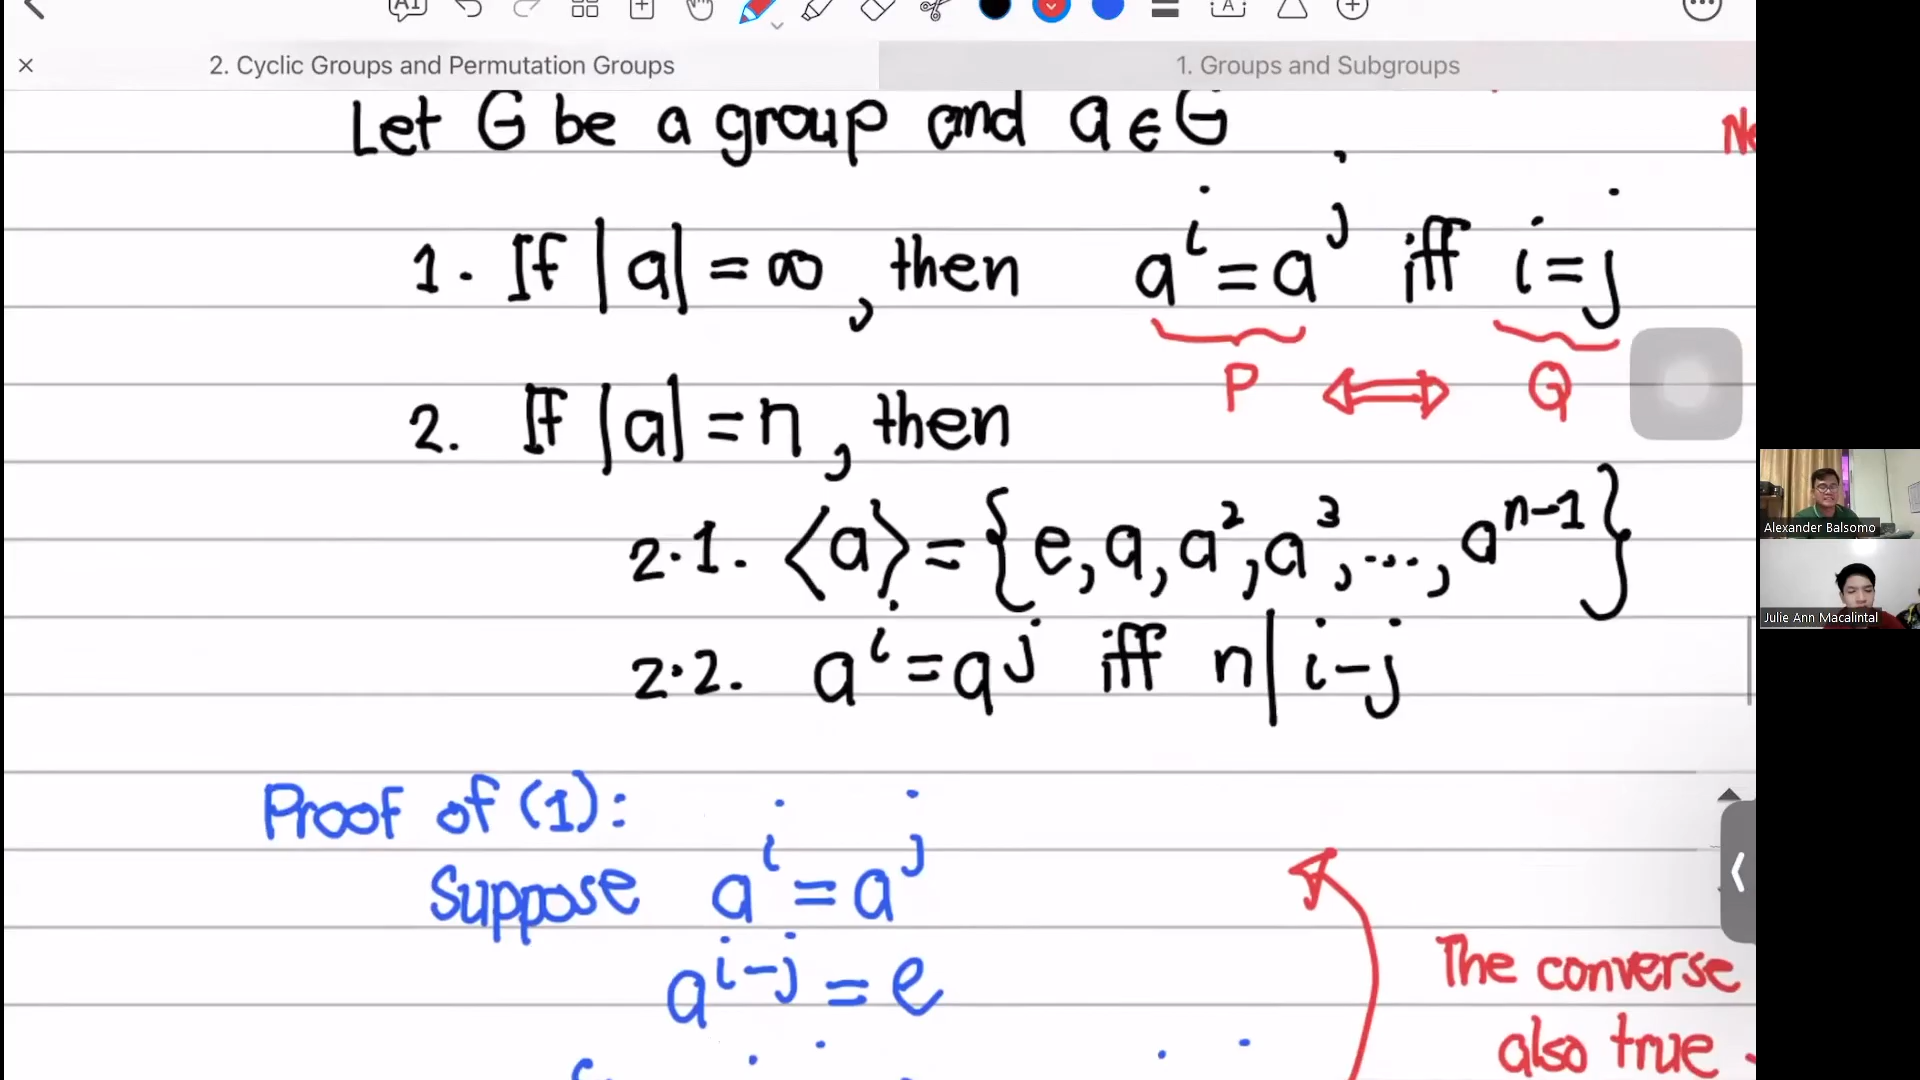 2. Cyclic Groups and Permutation Groups
1. Groups and Subgroups
Let G be a group and a ∈ G
1. If |a| = ∞, then a^i = a^j iff i = j
P ⟺ Q
2. If |a| = n, then
2.1. ⟨a⟩ = {e, a, a², a³, ..., a^{n-1}}
2.2. a^i = a^j iff n | i-j
Proof of (1):
Suppose a^i = a^j
a^{i-j} = e
The converse
also true
Alexander Balsomo
Julie Ann Macalintal